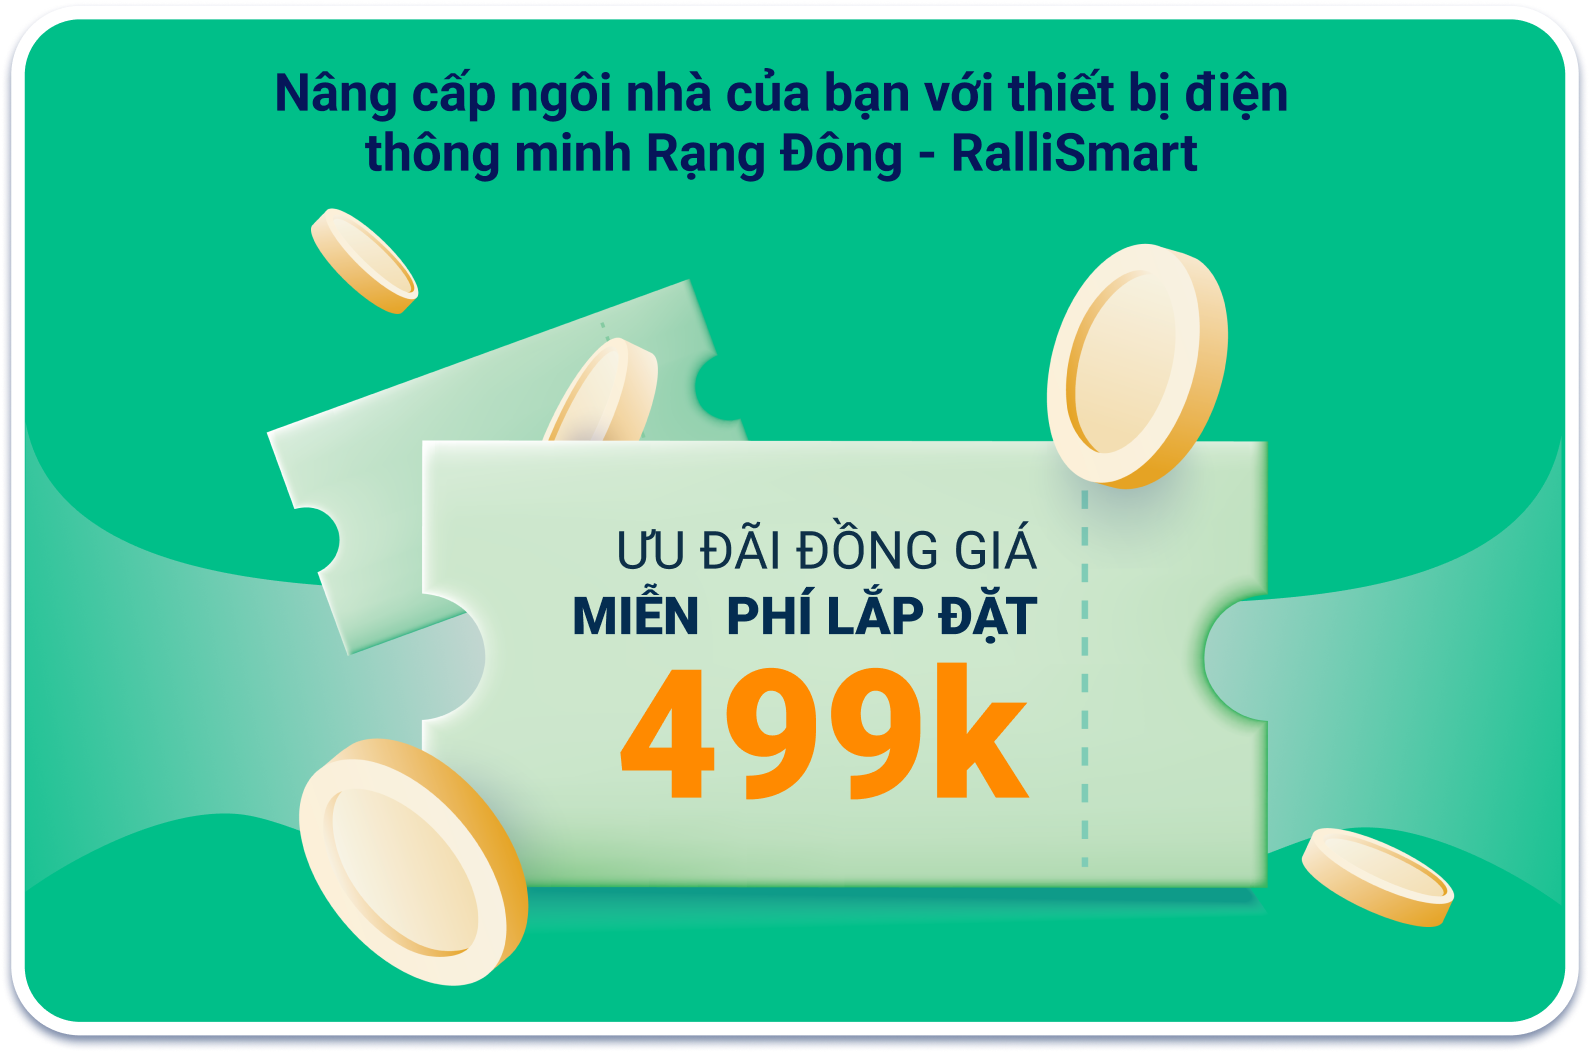 Nâng cấp ngôi nhà của bạn với thiết bị điện
thông minh Rạng Đông - RalliSmart
ƯU ĐÃI ĐỒNG GIÁ
MIỄN PHÍ LẮP ĐẶT
499k